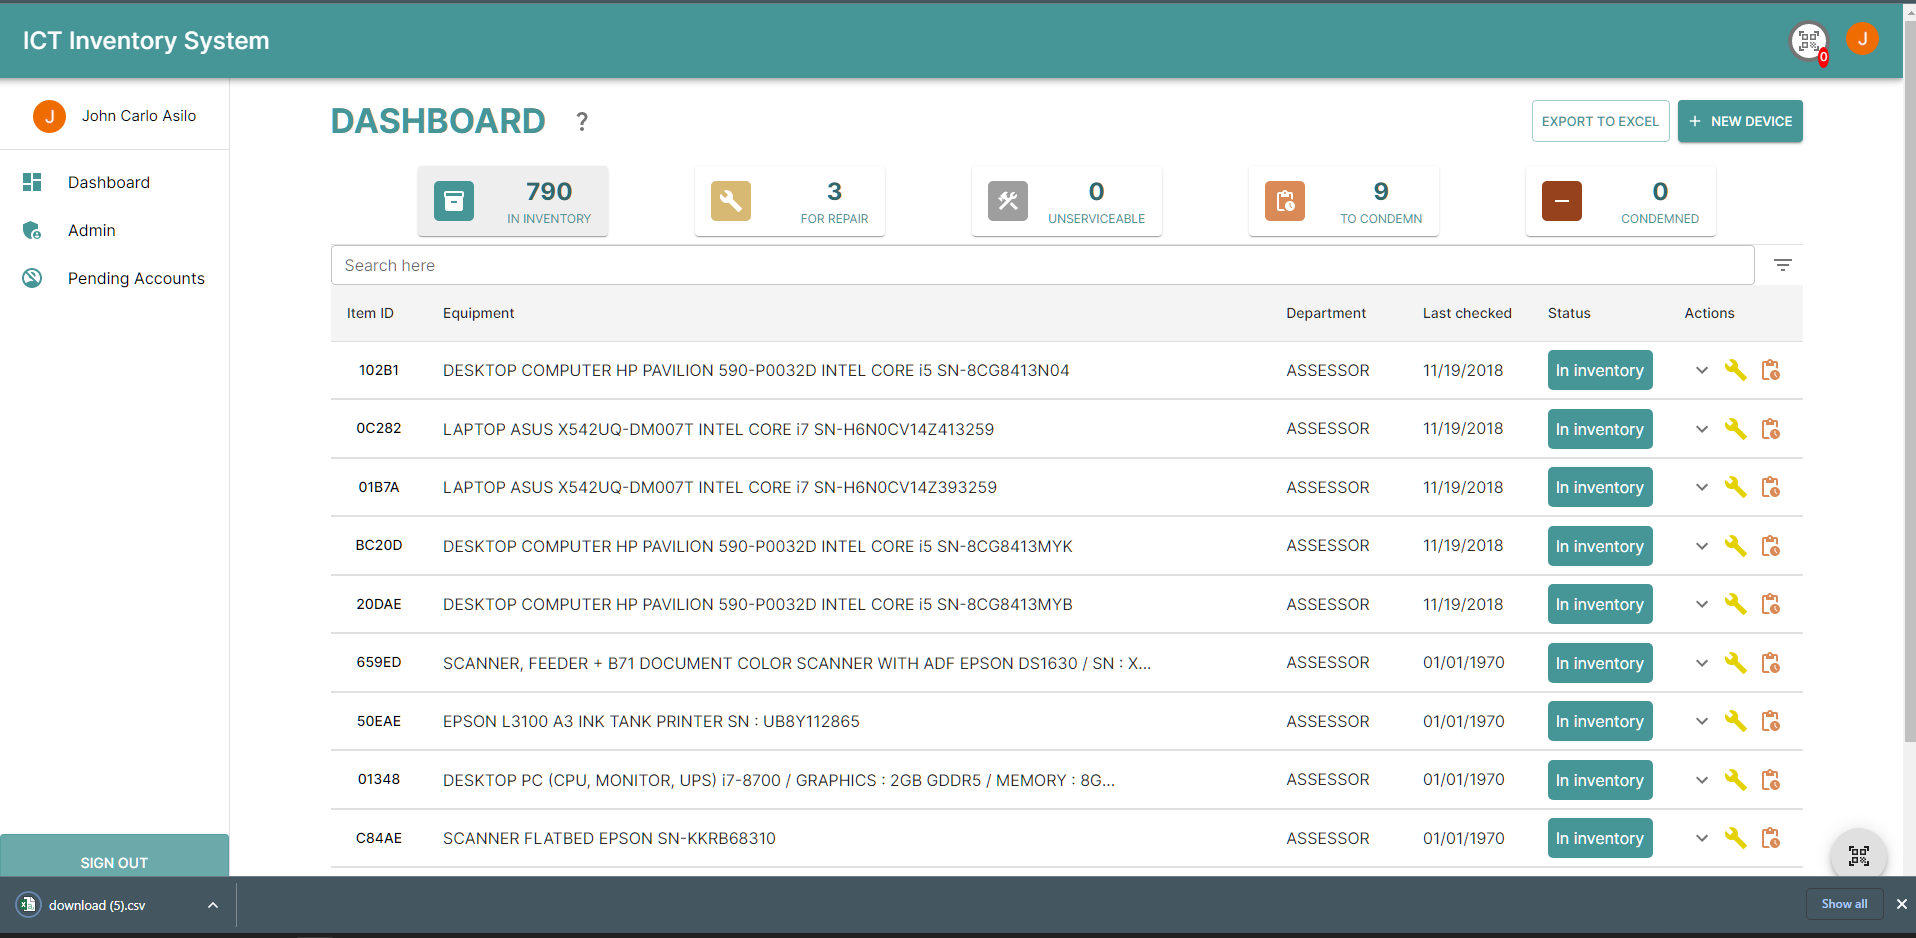 ICT Inventory System
0
J
J
John Carlo Asilo
Dashboard
Admin
Pending Accounts
SIGN OUT
DASHBOARD ?
EXPORT TO EXCEL
+ NEW DEVICE
790
IN INVENTORY
3
FOR REPAIR
0
UNSERVICEABLE
9
TO CONDEMN
0
CONDEMNED
Search here
Item ID Equipment Department Last checked Status Actions
102B1 DESKTOP COMPUTER HP PAVILION 590-P0032D INTEL CORE i5 SN-8CG8413N04 ASSESSOR 11/19/2018 In inventory
0C282 LAPTOP ASUS X542UQ-DM007T INTEL CORE i7 SN-H6N0CV14Z413259 ASSESSOR 11/19/2018 In inventory
01B7A LAPTOP ASUS X542UQ-DM007T INTEL CORE i7 SN-H6N0CV14Z393259 ASSESSOR 11/19/2018 In inventory
BC20D DESKTOP COMPUTER HP PAVILION 590-P0032D INTEL CORE i5 SN-8CG8413MYK ASSESSOR 11/19/2018 In inventory
20DAE DESKTOP COMPUTER HP PAVILION 590-P0032D INTEL CORE i5 SN-8CG8413MYB ASSESSOR 11/19/2018 In inventory
659ED SCANNER, FEEDER + B71 DOCUMENT COLOR SCANNER WITH ADF EPSON DS1630 / SN : X... ASSESSOR 01/01/1970 In inventory
50EAE EPSON L3100 A3 INK TANK PRINTER SN : UB8Y112865 ASSESSOR 01/01/1970 In inventory
01348 DESKTOP PC (CPU, MONITOR, UPS) i7-8700 / GRAPHICS : 2GB GDDR5 / MEMORY : 8G... ASSESSOR 01/01/1970 In inventory
C84AE SCANNER FLATBED EPSON SN-KKRB68310 ASSESSOR 01/01/1970 In inventory
download (5).csv
Show all